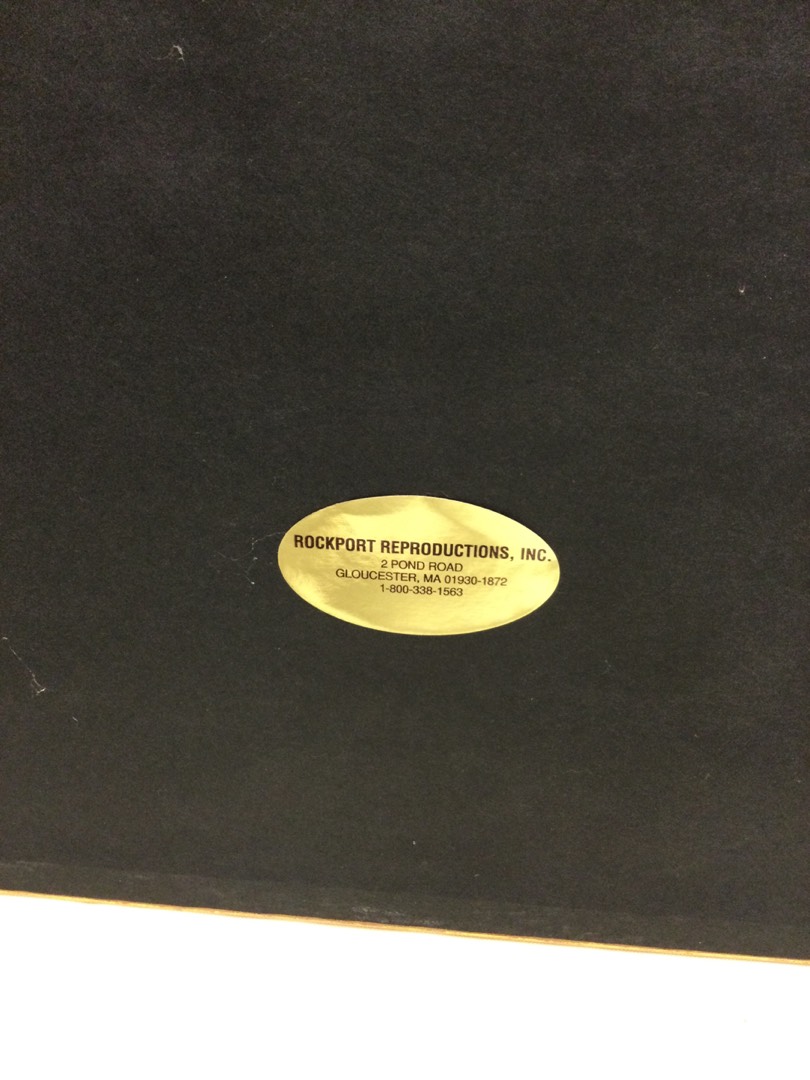 ROCKPORT REPRODUCTIONS, INC.
2 POND ROAD
GLOUCESTER, MA 01930-1872
1-800-338-1563